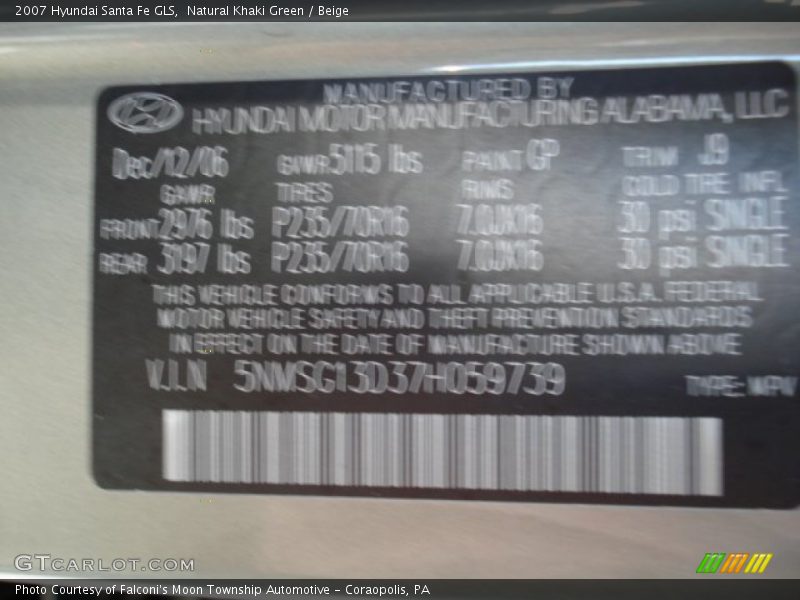 2007 Hyundai Santa Fe GLS, Natural Khaki Green / Beige
MANUFACTURED BY
HYUNDAI MOTOR MANUFACTURING ALABAMA, LLC
Dec/12/06 GVWR 5115 lbs PAINT GP TRIM J9
GAWR TIRES RIMS COLD TIRE INFL
FRONT 2976 lbs P235/70R16 7.0JX16 30 psi SINGLE
REAR 3197 lbs P235/70R16 7.0JX16 30 psi SINGLE
THIS VEHICLE CONFORMS TO ALL APPLICABLE U.S.A. FEDERAL
MOTOR VEHICLE SAFETY AND THEFT PREVENTION STANDARDS
IN EFFECT ON THE DATE OF MANUFACTURE SHOWN ABOVE
V.I.N 5NMSG13D37H059739 TYPE: MPV
GTCARLOT.COM
Photo Courtesy of Falconi's Moon Township Automotive - Coraopolis, PA